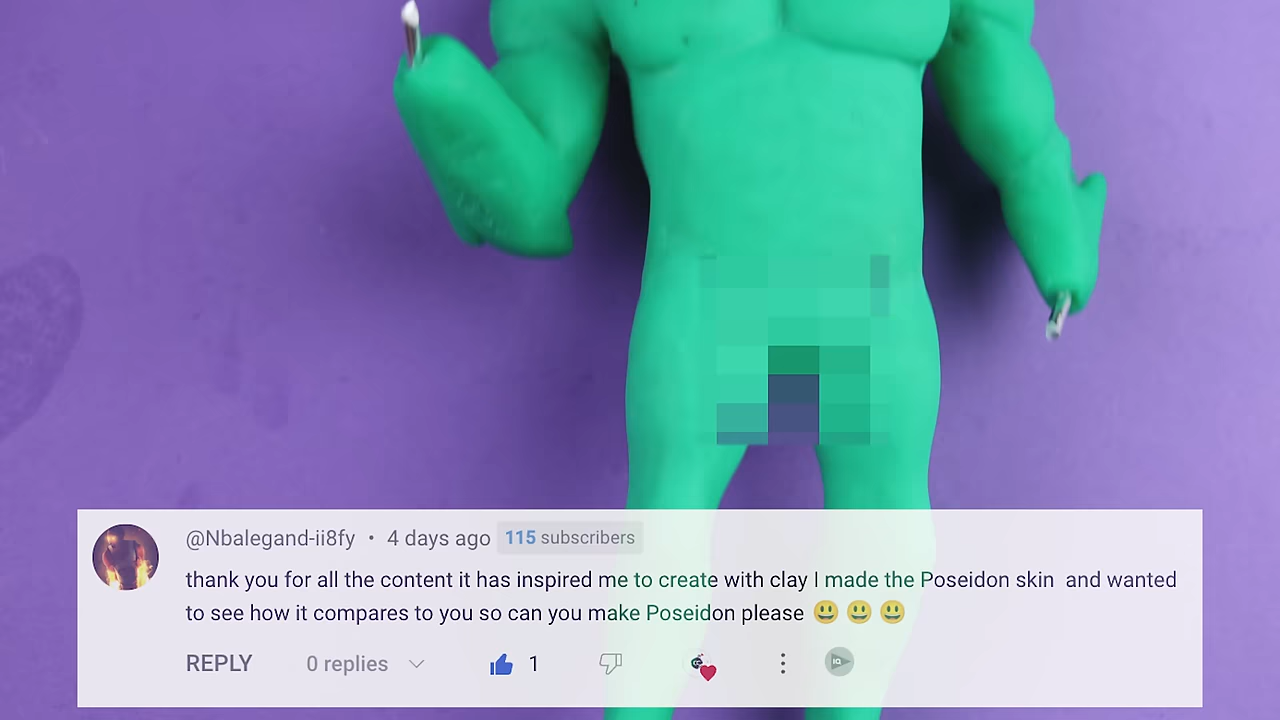 @Nbalegand-ii8fy • 4 days ago 115 subscribers
thank you for all the content it has inspired me to create with clay I made the Poseidon skin  and wanted
to see how it compares to you so can you make Poseidon please 😃 😃 😃
REPLY 0 replies 1
IQ